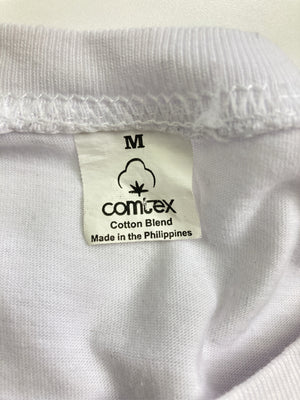 M
comtex
Cotton Blend
Made in the Philippines